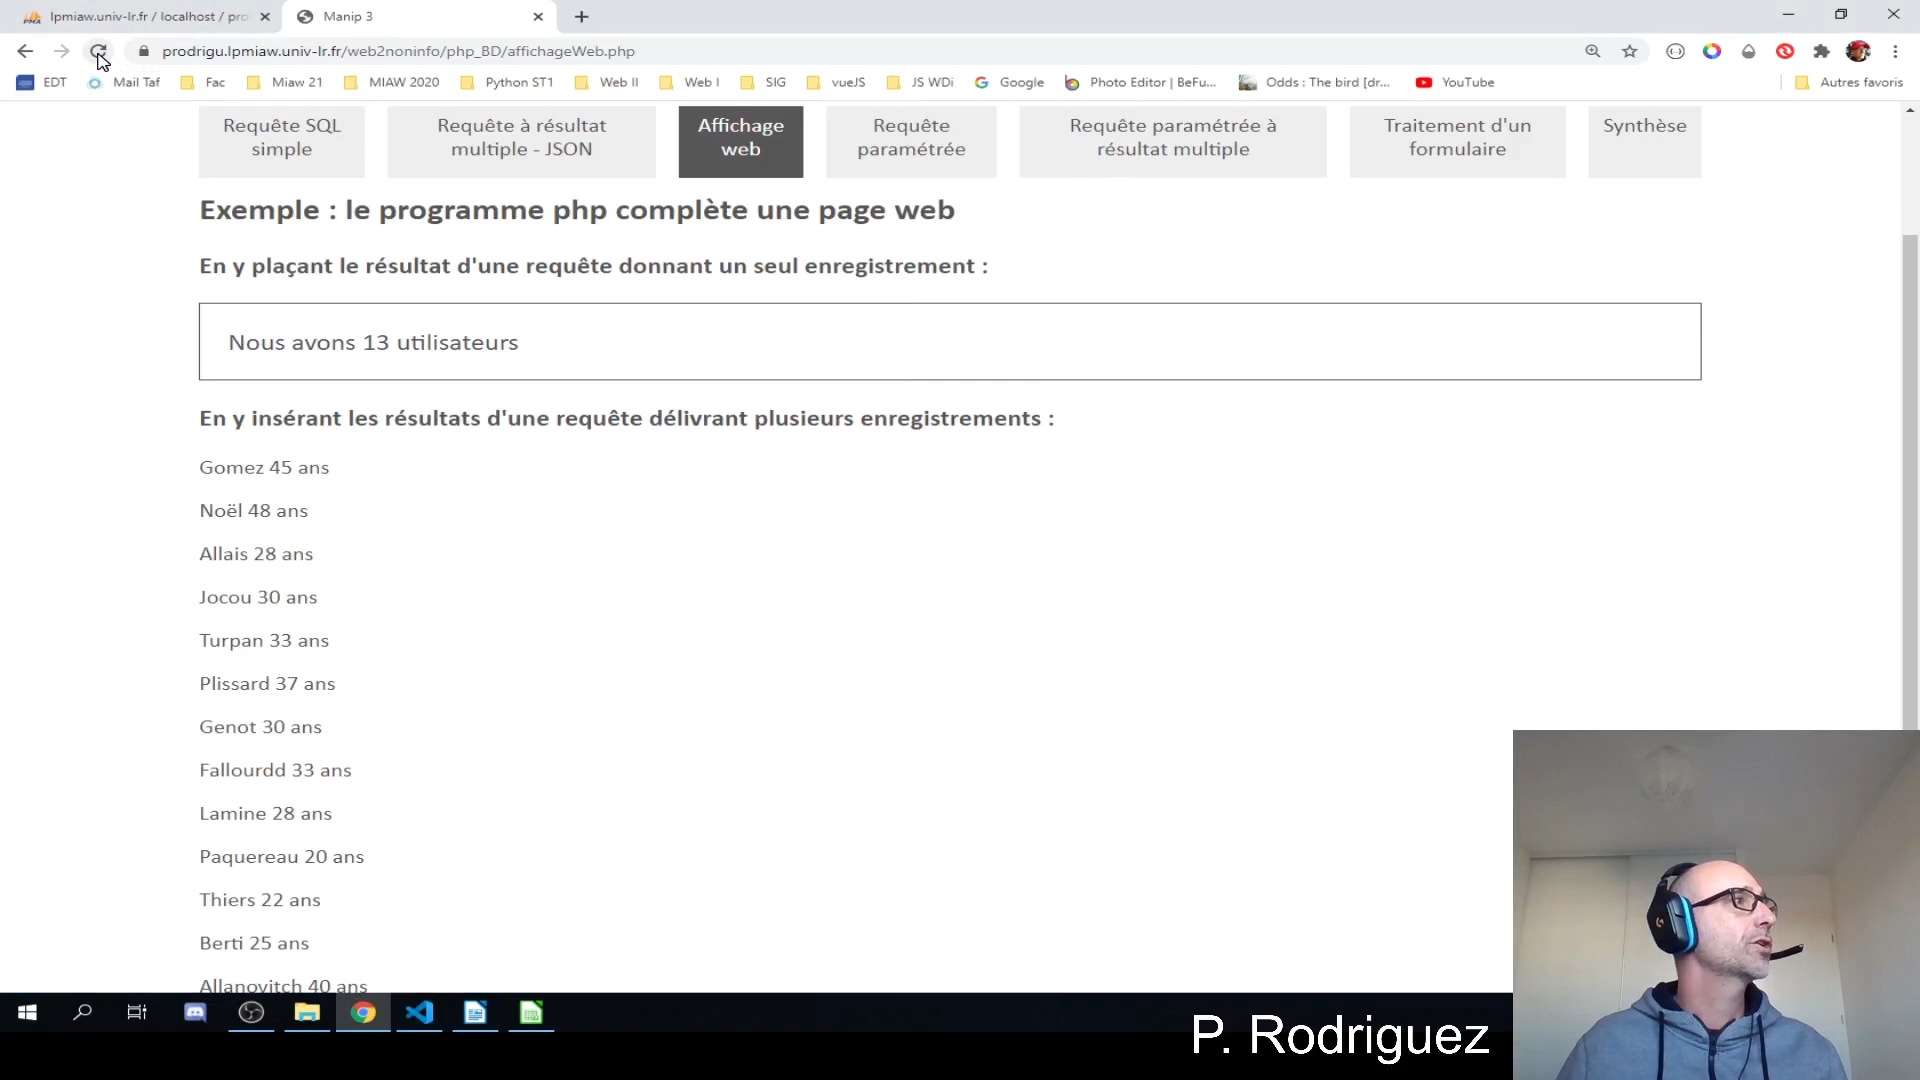 lpmiaw.univ-lr.fr / localhost / pro
Manip 3
prodrigu.lpmiaw.univ-lr.fr/web2noninfo/php_BD/affichageWeb.php
EDT Mail Taf Fac Miaw 21 MIAW 2020 Python ST1 Web II Web I SIG vueJS JS WDi Google Photo Editor | BeFu... Odds : The bird [dr... YouTube Autres favoris
Requête SQL simple
Requête à résultat multiple - JSON
Affichage web
Requête paramétrée
Requête paramétrée à résultat multiple
Traitement d'un formulaire
Synthèse
Exemple : le programme php complète une page web
En y plaçant le résultat d'une requête donnant un seul enregistrement :
Nous avons 13 utilisateurs
En y insérant les résultats d'une requête délivrant plusieurs enregistrements :
Gomez 45 ans
Noël 48 ans
Allais 28 ans
Jocou 30 ans
Turpan 33 ans
Plissard 37 ans
Genot 30 ans
Fallourdd 33 ans
Lamine 28 ans
Paquereau 20 ans
Thiers 22 ans
Berti 25 ans
Allanovitch 40 ans
P. Rodriguez